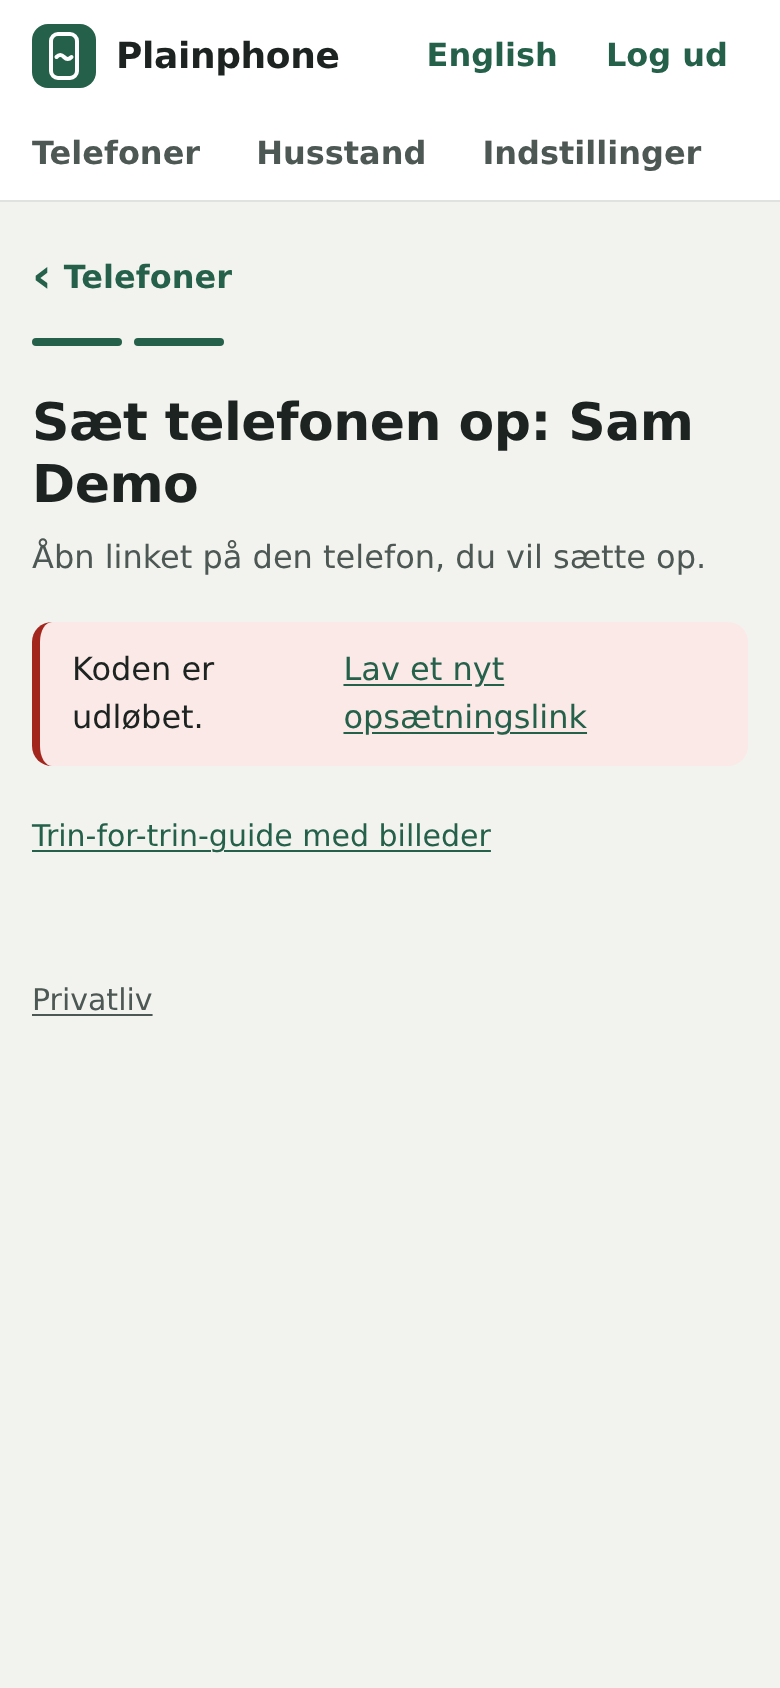 Plainphone English Log ud
Telefoner Husstand Indstillinger
‹ Telefoner
Sæt telefonen op: Sam
Demo
Åbn linket på den telefon, du vil sætte op.
Koden er
udløbet.
Lav et nyt
opsætningslink
Trin-for-trin-guide med billeder
Privatliv